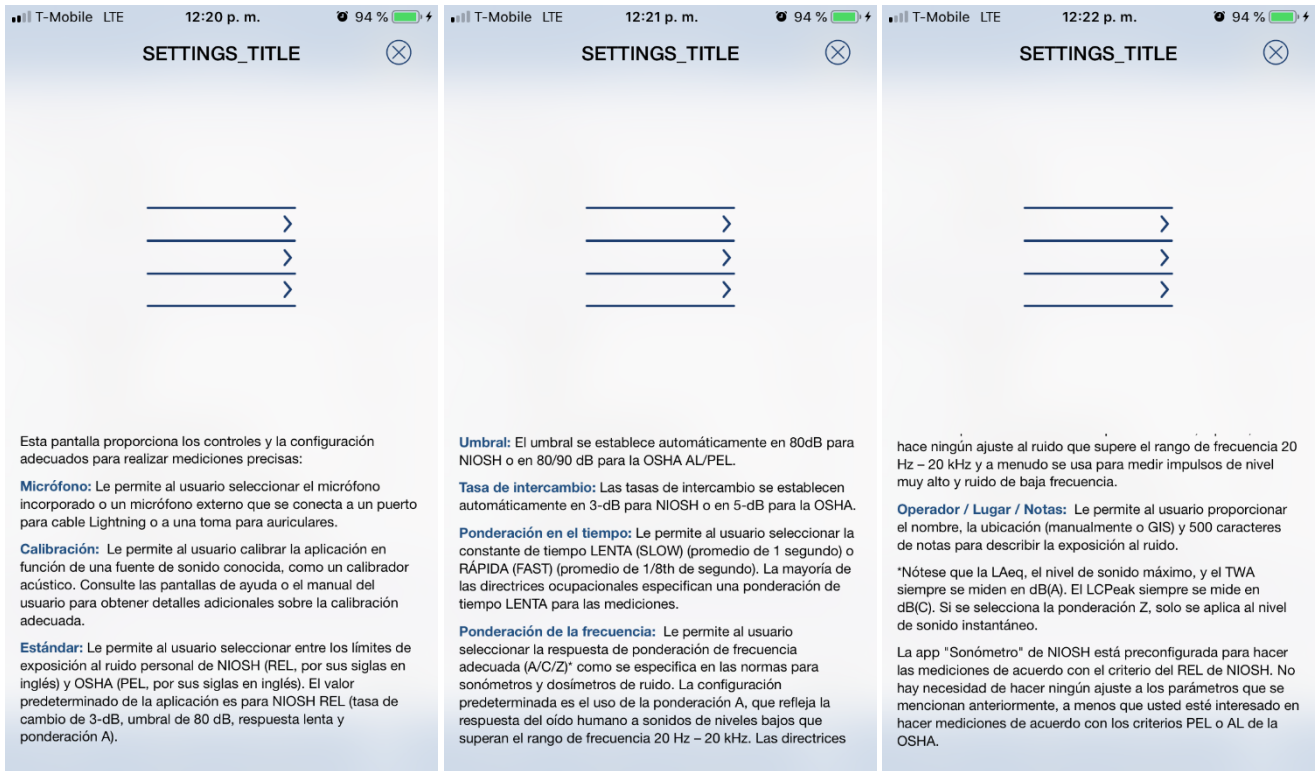 T-Mobile LTE 12:20 p. m. 94 %
SETTINGS_TITLE
Esta pantalla proporciona los controles y la configuración
adecuados para realizar mediciones precisas:
Micrófono: Le permite al usuario seleccionar el micrófono
incorporado o un micrófono externo que se conecta a un puerto
para cable Lightning o a una toma para auriculares.
Calibración: Le permite al usuario calibrar la aplicación en
función de una fuente de sonido conocida, como un calibrador
acústico. Consulte las pantallas de ayuda o el manual del
usuario para obtener detalles adicionales sobre la calibración
adecuada.
Estándar: Le permite al usuario seleccionar entre los límites de
exposición al ruido personal de NIOSH (REL, por sus siglas en
inglés) y OSHA (PEL, por sus siglas en inglés). El valor
predeterminado de la aplicación es para NIOSH REL (tasa de
cambio de 3-dB, umbral de 80 dB, respuesta lenta y
ponderación A).
T-Mobile LTE 12:21 p. m. 94 %
SETTINGS_TITLE
Umbral: El umbral se establece automáticamente en 80dB para
NIOSH o en 80/90 dB para la OSHA AL/PEL.
Tasa de intercambio: Las tasas de intercambio se establecen
automáticamente en 3-dB para NIOSH o en 5-dB para la OSHA.
Ponderación en el tiempo: Le permite al usuario seleccionar la
constante de tiempo LENTA (SLOW) (promedio de 1 segundo) o
RÁPIDA (FAST) (promedio de 1/8th de segundo). La mayoría de
las directrices ocupacionales especifican una ponderación de
tiempo LENTA para las mediciones.
Ponderación de la frecuencia: Le permite al usuario
seleccionar la respuesta de ponderación de frecuencia
adecuada (A/C/Z)* como se especifica en las normas para
sonómetros y dosímetros de ruido. La configuración
predeterminada es el uso de la ponderación A, que refleja la
respuesta del oído humano a sonidos de niveles bajos que
superan el rango de frecuencia 20 Hz – 20 kHz. Las directrices
T-Mobile LTE 12:22 p. m. 94 %
SETTINGS_TITLE
hace ningún ajuste al ruido que supere el rango de frecuencia 20
Hz – 20 kHz y a menudo se usa para medir impulsos de nivel
muy alto y ruido de baja frecuencia.
Operador / Lugar / Notas: Le permite al usuario proporcionar
el nombre, la ubicación (manualmente o GIS) y 500 caracteres
de notas para describir la exposición al ruido.
*Nótese que la LAeq, el nivel de sonido máximo, y el TWA
siempre se miden en dB(A). El LCPeak siempre se mide en
dB(C). Si se selecciona la ponderación Z, solo se aplica al nivel
de sonido instantáneo.
La app "Sonómetro" de NIOSH está preconfigurada para hacer
las mediciones de acuerdo con el criterio del REL de NIOSH. No
hay necesidad de hacer ningún ajuste a los parámetros que se
mencionan anteriormente, a menos que usted esté interesado en
hacer mediciones de acuerdo con los criterios PEL o AL de la
OSHA.